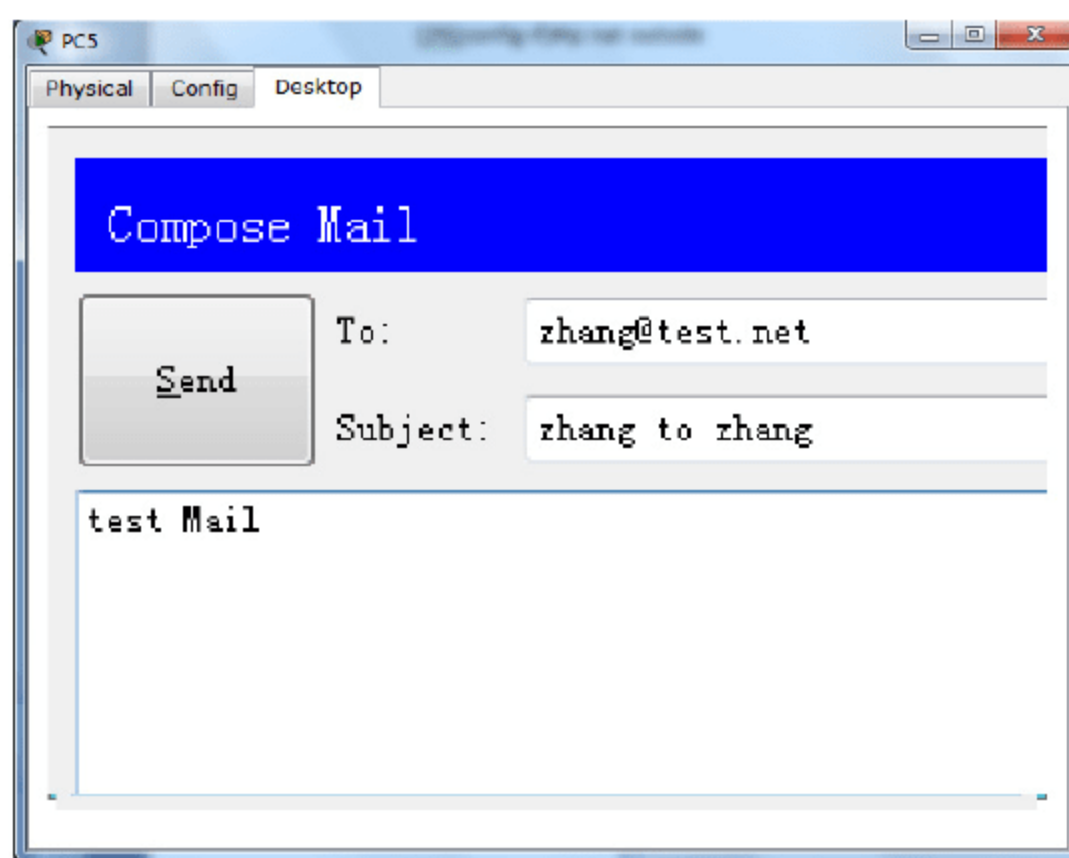 PC5
Physical Config Desktop
Compose Mail
Send
To: zhang@test.net
Subject: zhang to zhang
test Mail